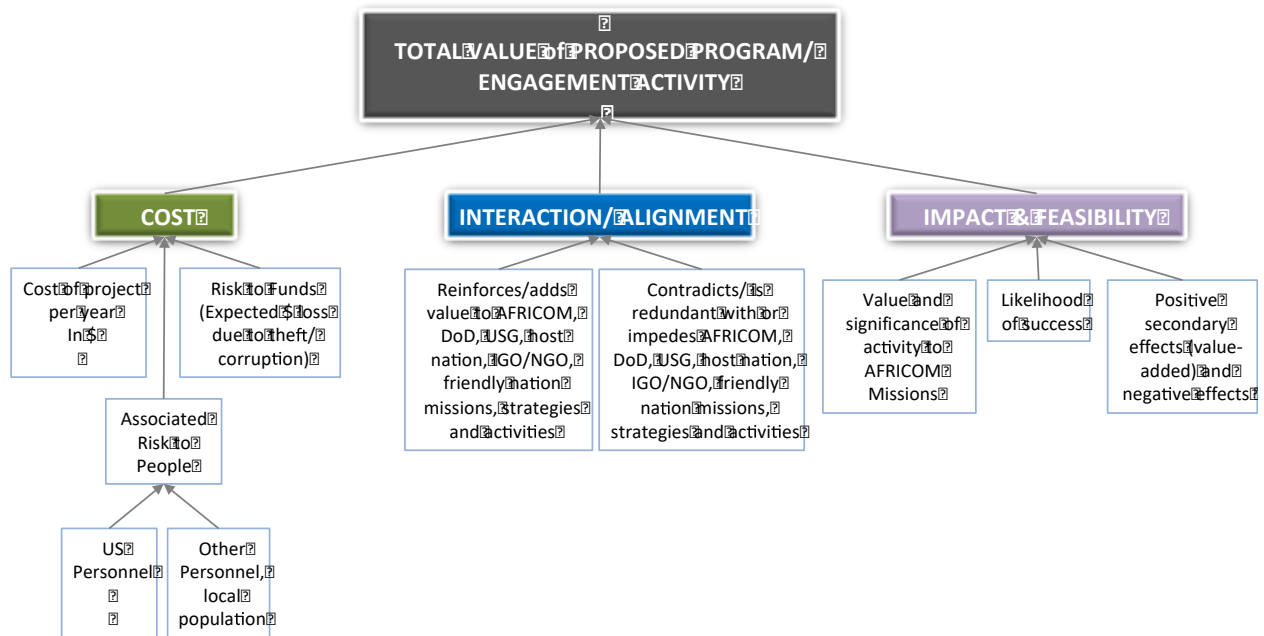 TOTAL VALUE of PROPOSED PROGRAM/
ENGAGEMENT ACTIVITY
COST
INTERACTION/ ALIGNMENT
IMPACT & FEASIBILITY
Cost of project
per year
In $
Risk to Funds
(Expected $ loss
due to theft/
corruption)
Reinforces/adds
value to AFRICOM,
DoD, USG, host
nation, IGO/NGO,
friendly nation
missions, strategies
and activities
Contradicts/ Is
redundant with or
impedes AFRICOM,
DoD, USG, host nation,
IGO/NGO, friendly
nation missions,
strategies and activities
Value and
significance of
activity to
AFRICOM
Missions
Likelihood
of success
Positive
secondary
effects (value-
added) and
negative effects
Associated
Risk to
People
US
Personnel
Other
Personnel,
local
population